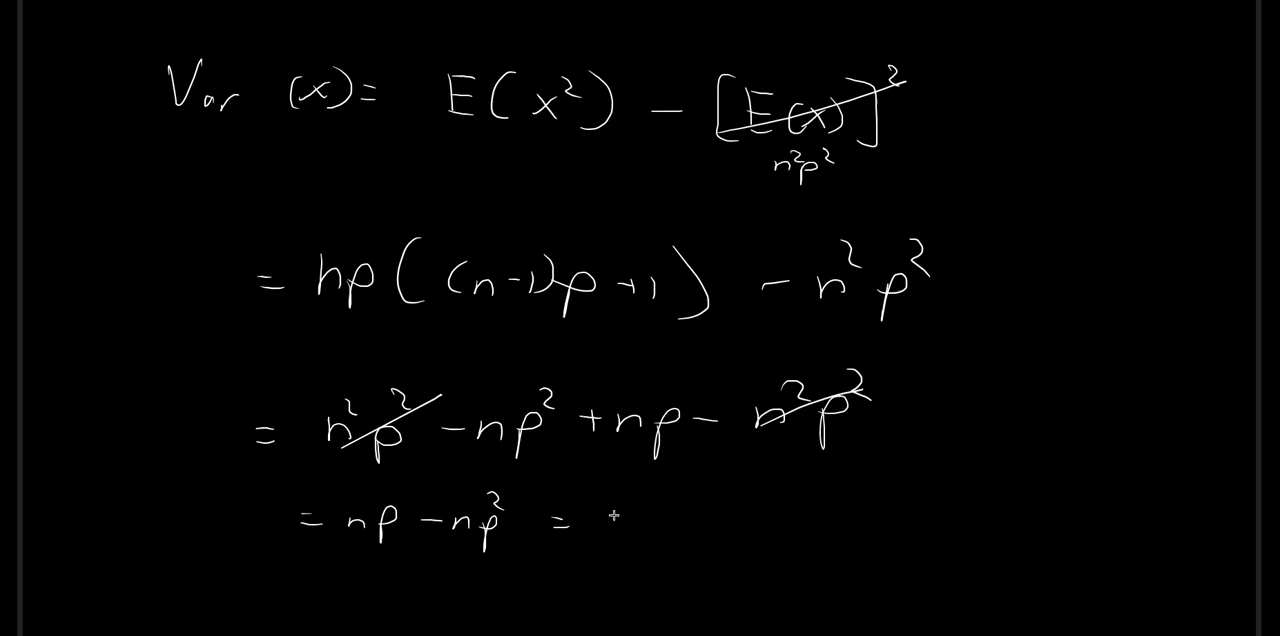 Var (x) = E(x²) - [E(x)]²
n²p²
= np((n-1)p+1) - n²p²
= n²p² - np² + np - n²p²
= np - np² =